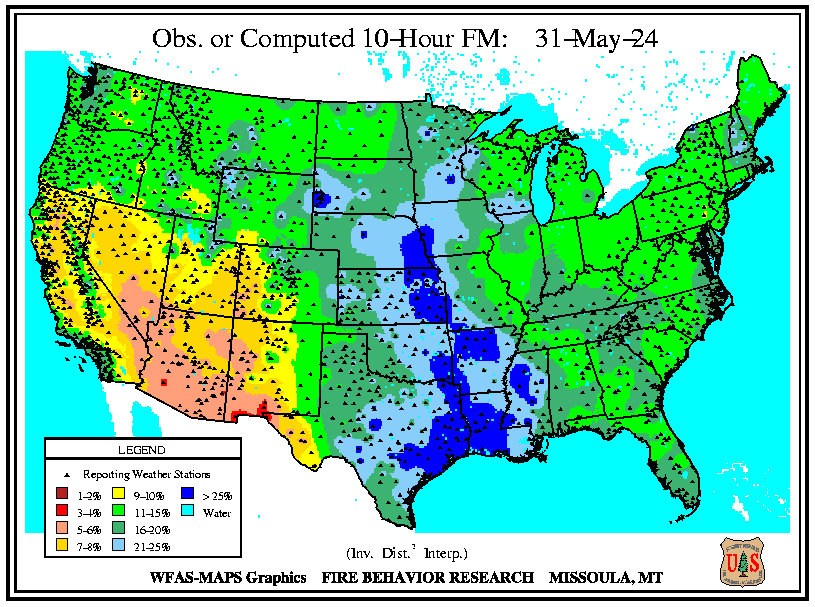 Obs. or Computed 10-Hour FM: 31-May-24
LEGEND
Reporting Weather Stations
1-2% 9-10% > 25%
3-4% 11-15% Water
5-6% 16-20%
7-8% 21-25%
(Inv. Dist.² Interp.)
WFAS-MAPS Graphics FIRE BEHAVIOR RESEARCH MISSOULA, MT
U S